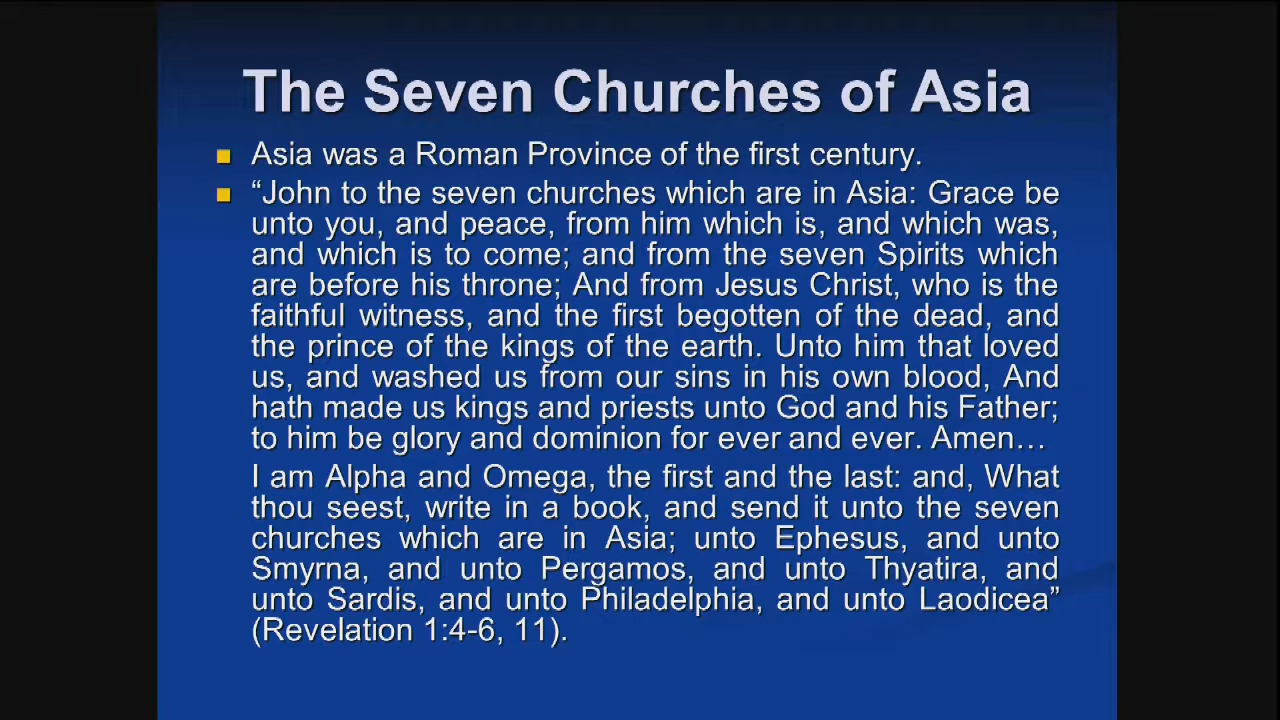 The Seven Churches of Asia
Asia was a Roman Province of the first century.
“John to the seven churches which are in Asia: Grace be
unto you, and peace, from him which is, and which was,
and which is to come; and from the seven Spirits which
are before his throne; And from Jesus Christ, who is the
faithful witness, and the first begotten of the dead, and
the prince of the kings of the earth. Unto him that loved
us, and washed us from our sins in his own blood, And
hath made us kings and priests unto God and his Father;
to him be glory and dominion for ever and ever. Amen…
I am Alpha and Omega, the first and the last: and, What
thou seest, write in a book, and send it unto the seven
churches which are in Asia; unto Ephesus, and unto
Smyrna, and unto Pergamos, and unto Thyatira, and
unto Sardis, and unto Philadelphia, and unto Laodicea”
(Revelation 1:4-6, 11).